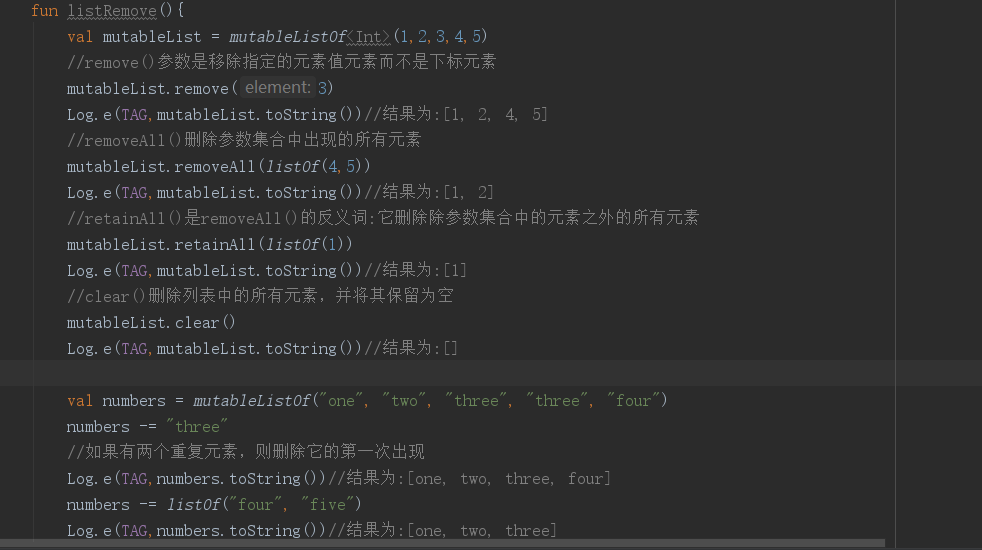 fun listRemove(){
val mutableList = mutableListOf<Int>(1,2,3,4,5)
//remove()参数是移除指定的元素值元素而不是下标元素
mutableList.remove( element: 3)
Log.e(TAG,mutableList.toString())//结果为:[1, 2, 4, 5]
//removeAll()删除参数集合中出现的所有元素
mutableList.removeAll(listOf(4,5))
Log.e(TAG,mutableList.toString())//结果为:[1, 2]
//retainAll()是removeAll()的反义词:它删除除参数集合中的元素之外的所有元素
mutableList.retainAll(listOf(1))
Log.e(TAG,mutableList.toString())//结果为:[1]
//clear()删除列表中的所有元素，并将其保留为空
mutableList.clear()
Log.e(TAG,mutableList.toString())//结果为:[]
val numbers = mutableListOf("one", "two", "three", "three", "four")
numbers -= "three"
//如果有两个重复元素，则删除它的第一次出现
Log.e(TAG,numbers.toString())//结果为:[one, two, three, four]
numbers -= listOf("four", "five")
Log.e(TAG,numbers.toString())//结果为:[one, two, three]